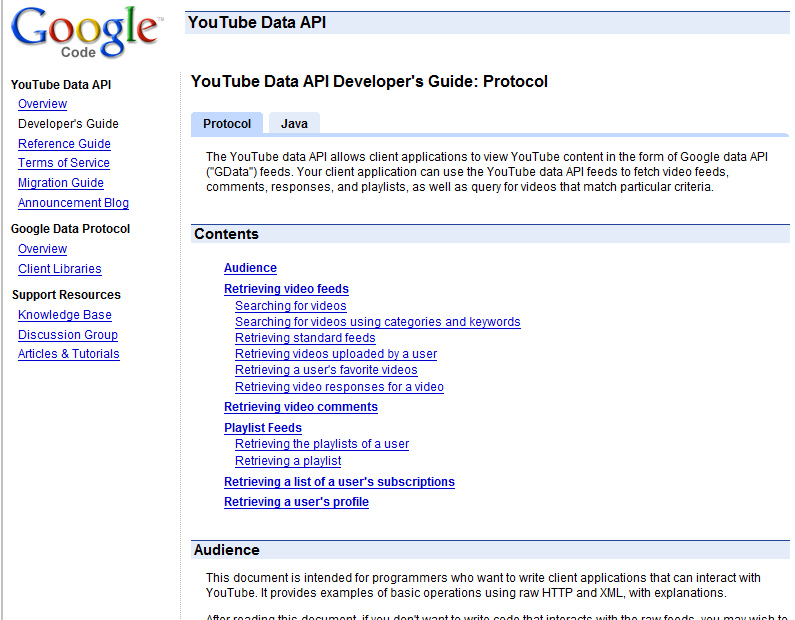 Google™
Code
YouTube Data API
Overview
Developer's Guide
Reference Guide
Terms of Service
Migration Guide
Announcement Blog
Google Data Protocol
Overview
Client Libraries
Support Resources
Knowledge Base
Discussion Group
Articles & Tutorials
YouTube Data API
YouTube Data API Developer's Guide: Protocol
Protocol Java
The YouTube data API allows client applications to view YouTube content in the form of Google data API
("GData") feeds. Your client application can use the YouTube data API feeds to fetch video feeds,
comments, responses, and playlists, as well as query for videos that match particular criteria.
Contents
Audience
Retrieving video feeds
Searching for videos
Searching for videos using categories and keywords
Retrieving standard feeds
Retrieving videos uploaded by a user
Retrieving a user's favorite videos
Retrieving video responses for a video
Retrieving video comments
Playlist Feeds
Retrieving the playlists of a user
Retrieving a playlist
Retrieving a list of a user's subscriptions
Retrieving a user's profile
Audience
This document is intended for programmers who want to write client applications that can interact with
YouTube. It provides examples of basic operations using raw HTTP and XML, with explanations.
After reading this document, if you don't want to write code that interacts with the raw feeds, you may wish to